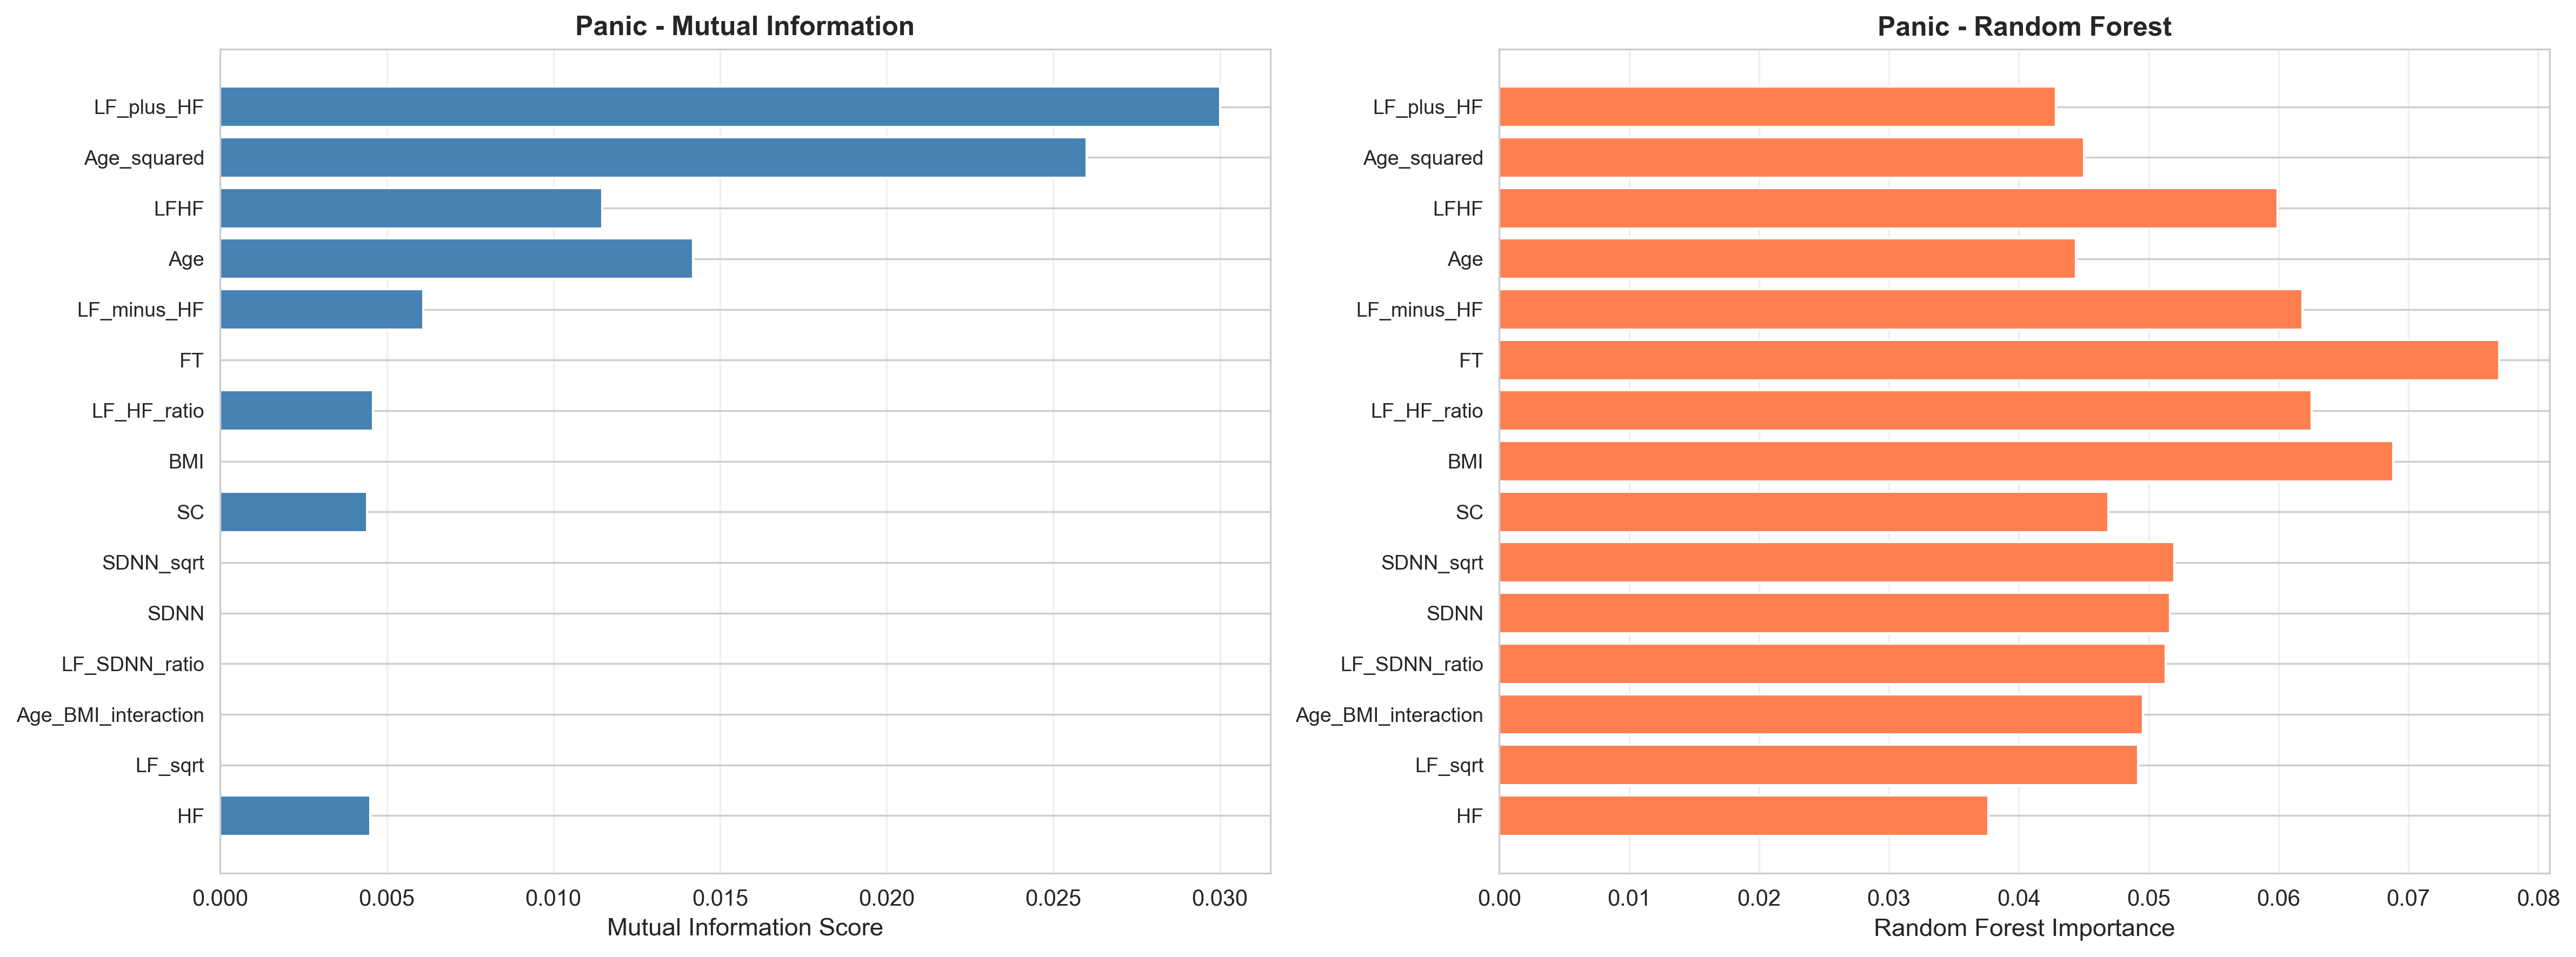 Panic - Mutual Information
LF_plus_HF
Age_squared
LFHF
Age
LF_minus_HF
FT
LF_HF_ratio
BMI
SC
SDNN_sqrt
SDNN
LF_SDNN_ratio
Age_BMI_interaction
LF_sqrt
HF
0.000 0.005 0.010 0.015 0.020 0.025 0.030
Mutual Information Score
Panic - Random Forest
LF_plus_HF
Age_squared
LFHF
Age
LF_minus_HF
FT
LF_HF_ratio
BMI
SC
SDNN_sqrt
SDNN
LF_SDNN_ratio
Age_BMI_interaction
LF_sqrt
HF
0.00 0.01 0.02 0.03 0.04 0.05 0.06 0.07 0.08
Random Forest Importance